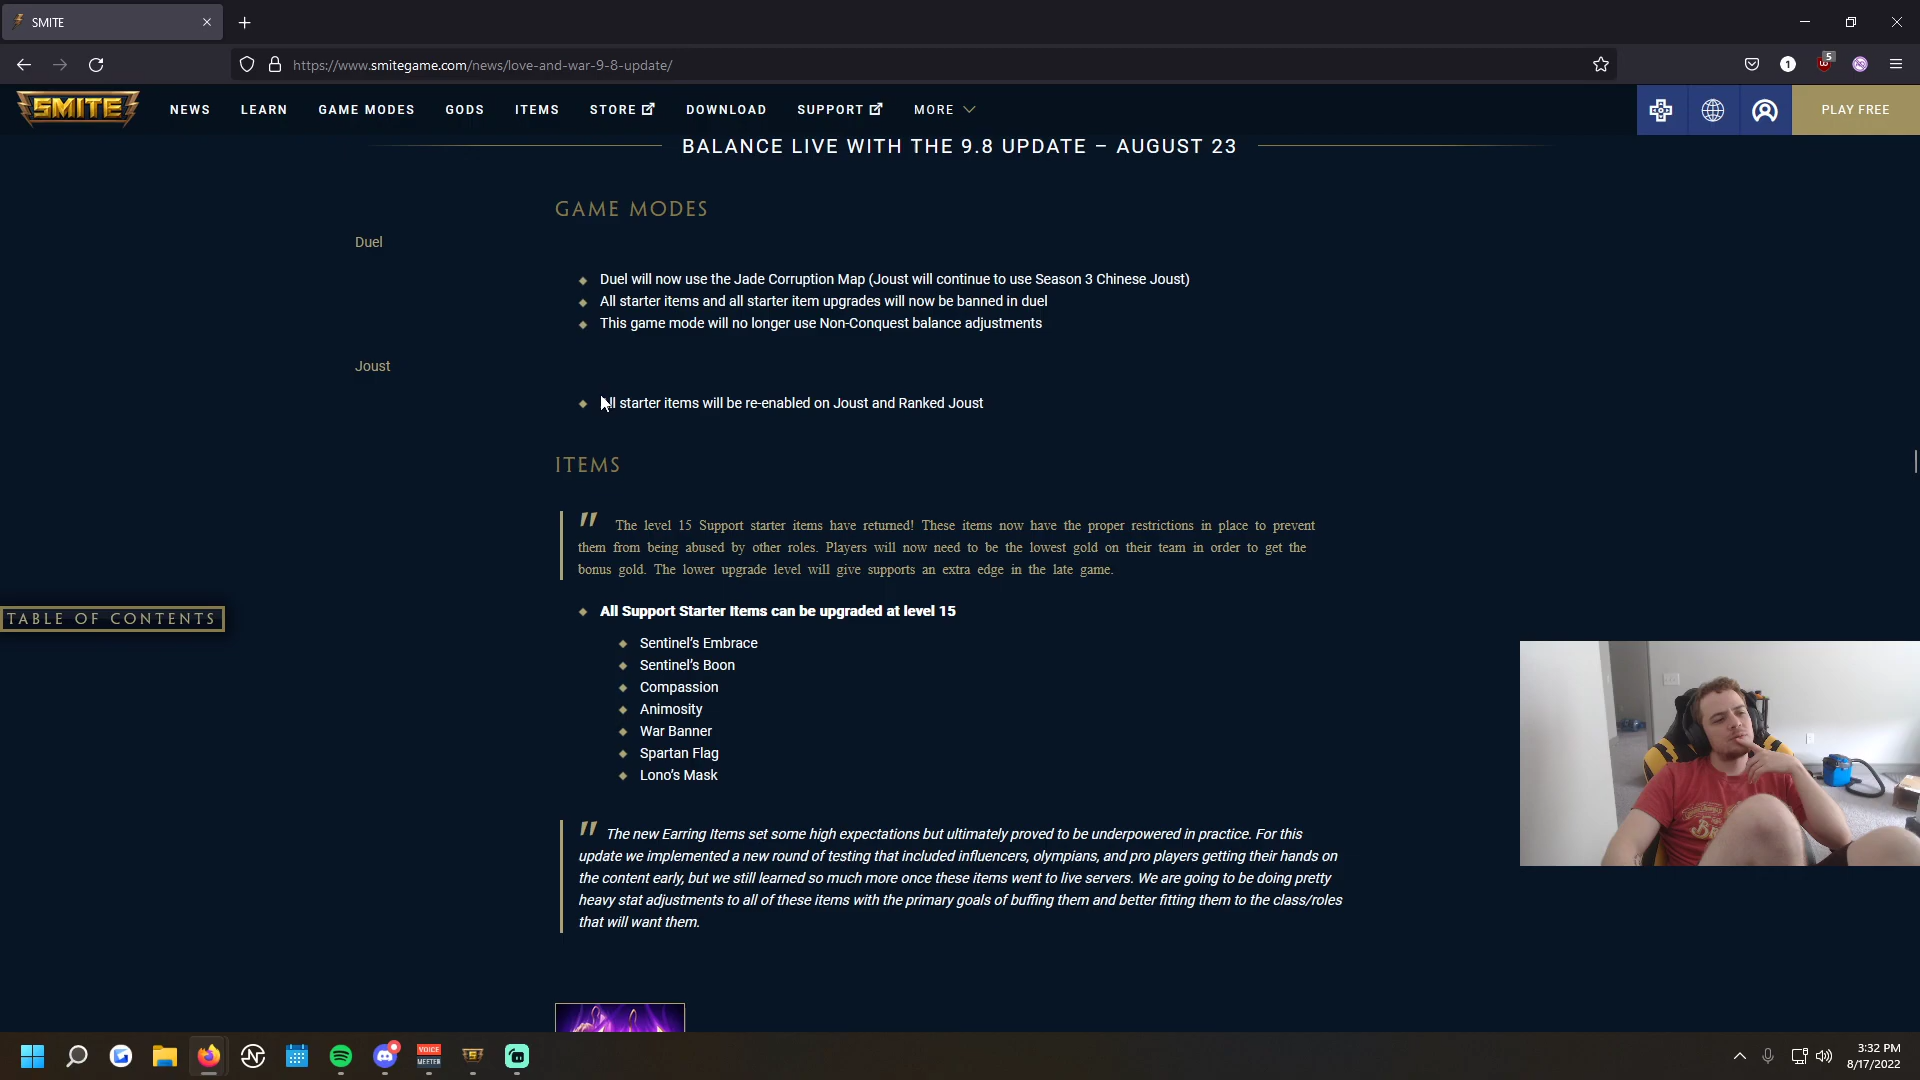 SMITE
https://www.smitegame.com/news/love-and-war-9-8-update/
5
1
SMITE
NEWS
LEARN
GAME MODES
GODS
ITEMS
STORE
DOWNLOAD
SUPPORT
MORE
PLAY FREE
BALANCE LIVE WITH THE 9.8 UPDATE – AUGUST 23
GAME MODES
Duel
Duel will now use the Jade Corruption Map (Joust will continue to use Season 3 Chinese Joust)
All starter items and all starter item upgrades will now be banned in duel
This game mode will no longer use Non-Conquest balance adjustments
Joust
All starter items will be re-enabled on Joust and Ranked Joust
ITEMS
" The level 15 Support starter items have returned! These items now have the proper restrictions in place to prevent
them from being abused by other roles. Players will now need to be the lowest gold on their team in order to get the
bonus gold. The lower upgrade level will give supports an extra edge in the late game.
All Support Starter Items can be upgraded at level 15
TABLE OF CONTENTS
Sentinel's Embrace
Sentinel's Boon
Compassion
Animosity
War Banner
Spartan Flag
Lono's Mask
" The new Earring Items set some high expectations but ultimately proved to be underpowered in practice. For this
update we implemented a new round of testing that included influencers, olympians, and pro players getting their hands on
the content early, but we still learned so much more once these items went to live servers. We are going to be doing pretty
heavy stat adjustments to all of these items with the primary goals of buffing them and better fitting them to the class/roles
that will want them.
VOICE
MEETER
3:32 PM
8/17/2022